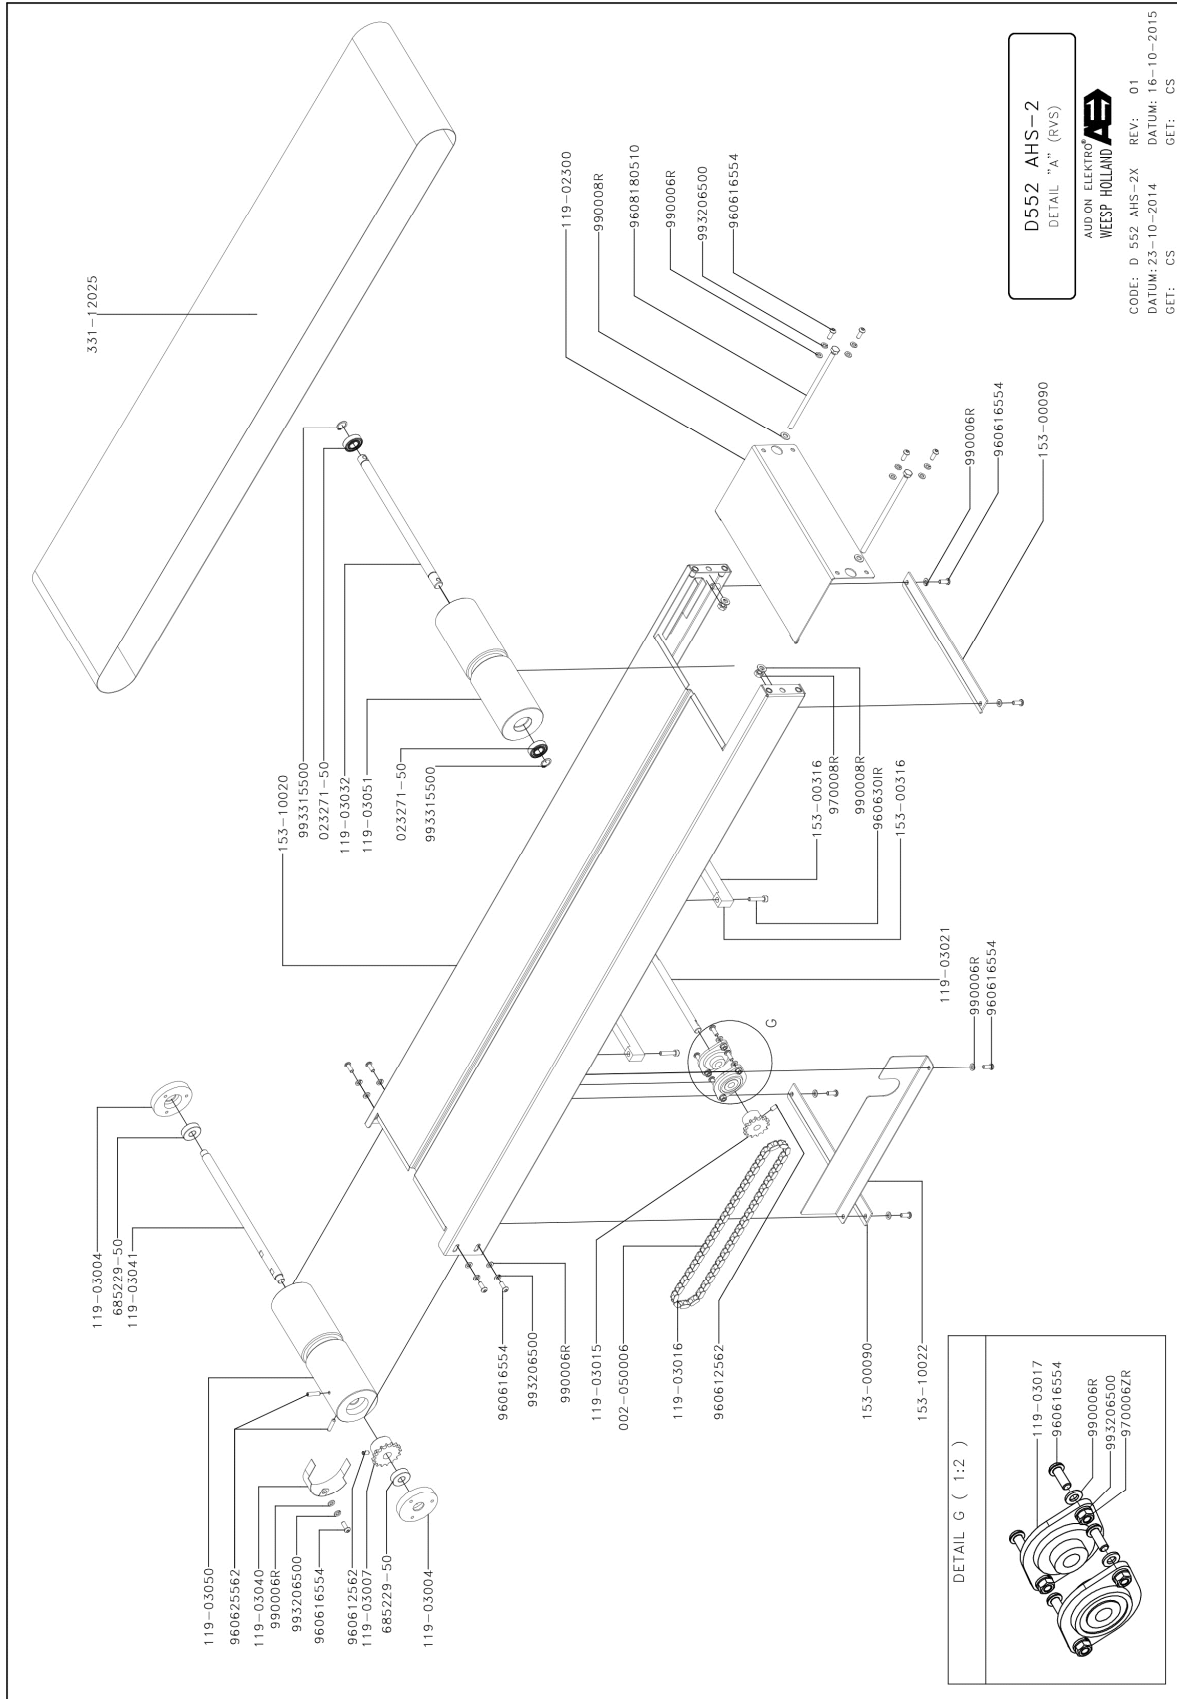 331-12025
153-10020
993315500
023271-50
119-03032
119-03051
023271-50
993315500
119-02300
990008R
9608180510
990006R
993206500
960616554
119-03004
685229-50
119-03041
119-03050
960625562
119-03040
990006R
993206500
960616554
960612562
119-03007
685229-50
119-03004
960616554
993206500
990006R
119-03015
002-050006
119-03016
960612562
153-00090
153-10022
153-00316
970008R
990008R
960630IR
153-00316
119-03021
990006R
960616554
990006R
960616554
153-00090
G
DETAIL G ( 1:2 )
119-03017
960616554
990006R
993206500
970006ZR
D552 AHS-2
DETAIL "A" (RVS)
AUDION ELEKTRO®
WEESP HOLLAND
AE
CODE: D 552 AHS-2X REV: 01
DATUM: 23-10-2014 DATUM: 16-10-2015
GET: CS GET: CS